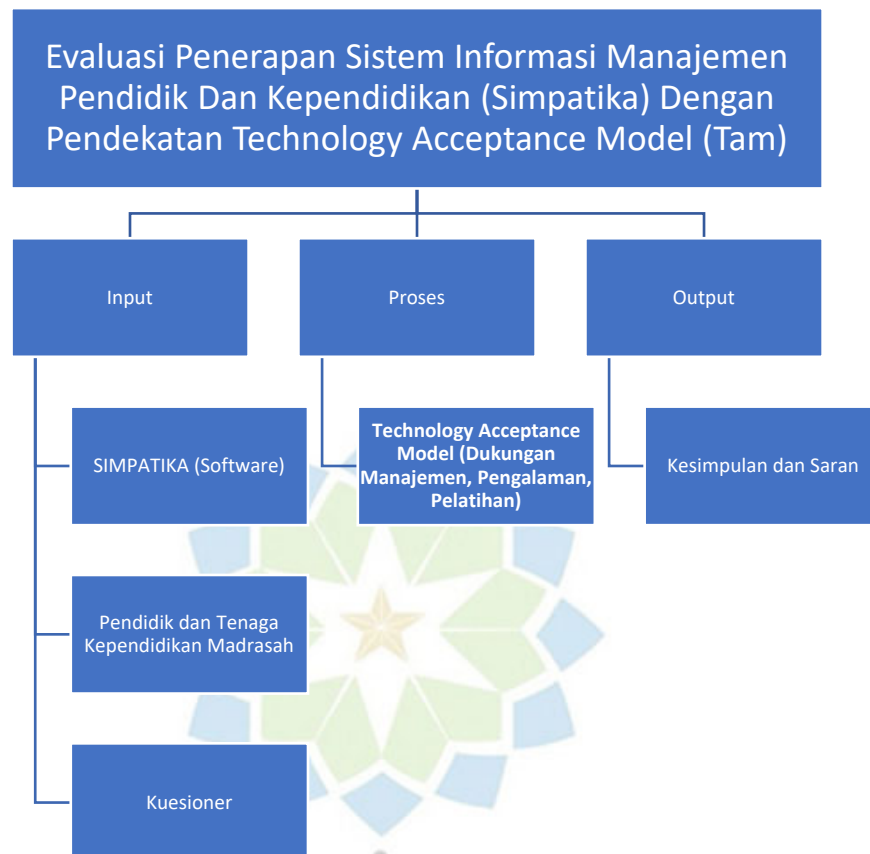 Evaluasi Penerapan Sistem Informasi Manajemen
Pendidik Dan Kependidikan (Simpatika) Dengan
Pendekatan Technology Acceptance Model (Tam)
Input
Proses
Output
SIMPATIKA (Software)
Technology Acceptance
Model (Dukungan
Manajemen, Pengalaman,
Pelatihan)
Kesimpulan dan Saran
Pendidik dan Tenaga
Kependidikan Madrasah
Kuesioner